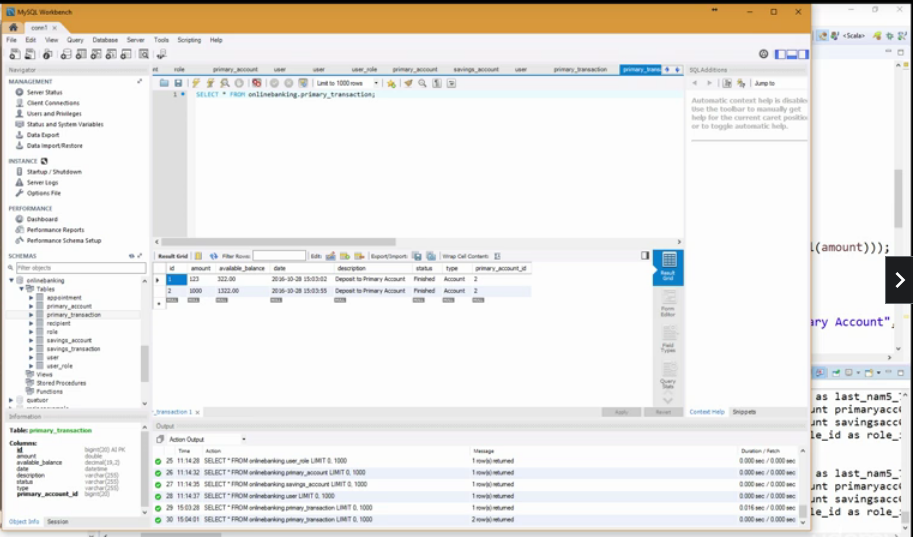 MySQL Workbench
conn1 ×
File Edit View Query Database Server Tools Scripting Help
Navigator
MANAGEMENT
Server Status
Client Connections
Users and Privileges
Status and System Variables
Data Export
Data Import/Restore
INSTANCE
Startup / Shutdown
Server Logs
Options File
PERFORMANCE
Dashboard
Performance Reports
Performance Schema Setup
SCHEMAS
Filter objects
onlinebanking
Tables
appointment
primary_account
primary_transaction
recipient
role
savings_account
savings_transaction
user
user_role
Views
Stored Procedures
Functions
quatuor
Information
Table: primary_transaction
Columns:
id bigint(20) AI PK
amount double
available_balance decimal(19,2)
date datetime
description varchar(255)
status varchar(255)
type varchar(255)
primary_account_id bigint(20)
Object Info Session
nt role primary_account user user user_role primary_account savings_account user primary_transaction primary_trans
Limit to 1000 rows
1 SELECT * FROM onlinebanking.primary_transaction;
Result Grid Filter Rows: Edit: Export/Import: Wrap Cell Content:
id amount available_balance date description status type primary_account_id
1 123 322.00 2016-10-28 15:03:02 Deposit to Primary Account Finished Account 2
2 1000 1322.00 2016-10-28 15:03:55 Deposit to Primary Account Finished Account 2
NULL NULL NULL NULL NULL NULL NULL NULL
Result Grid
Form Editor
Field Types
Query Stats
_transaction 1 ×
Apply Revert
Output
Action Output
Time Action Message Duration / Fetch
25 11:14:28 SELECT * FROM onlinebanking.user_role LIMIT 0, 1000 1 row(s) returned 0.000 sec / 0.000 sec
26 11:14:32 SELECT * FROM onlinebanking.primary_account LIMIT 0, 1000 1 row(s) returned 0.000 sec / 0.000 sec
27 11:14:35 SELECT * FROM onlinebanking.savings_account LIMIT 0, 1000 1 row(s) returned 0.000 sec / 0.000 sec
28 11:14:37 SELECT * FROM onlinebanking.user LIMIT 0, 1000 1 row(s) returned 0.000 sec / 0.000 sec
29 15:03:28 SELECT * FROM onlinebanking.primary_transaction LIMIT 0, 1000 1 row(s) returned 0.016 sec / 0.000 sec
30 15:04:01 SELECT * FROM onlinebanking.primary_transaction LIMIT 0, 1000 2 row(s) returned 0.000 sec / 0.000 sec
SQLAdditions
Jump to
Automatic context help is disable
Use the toolbar to manually get
help for the current caret positio
or to toggle automatic help.
Context Help Snippets
<Scala>
l(amount)));
ary Account",
as last_nam5_
unt primaryacc
unt savingsacc
le_id as role_
as last_nam5_
unt primaryacc
unt savingsacc
le_id as role_